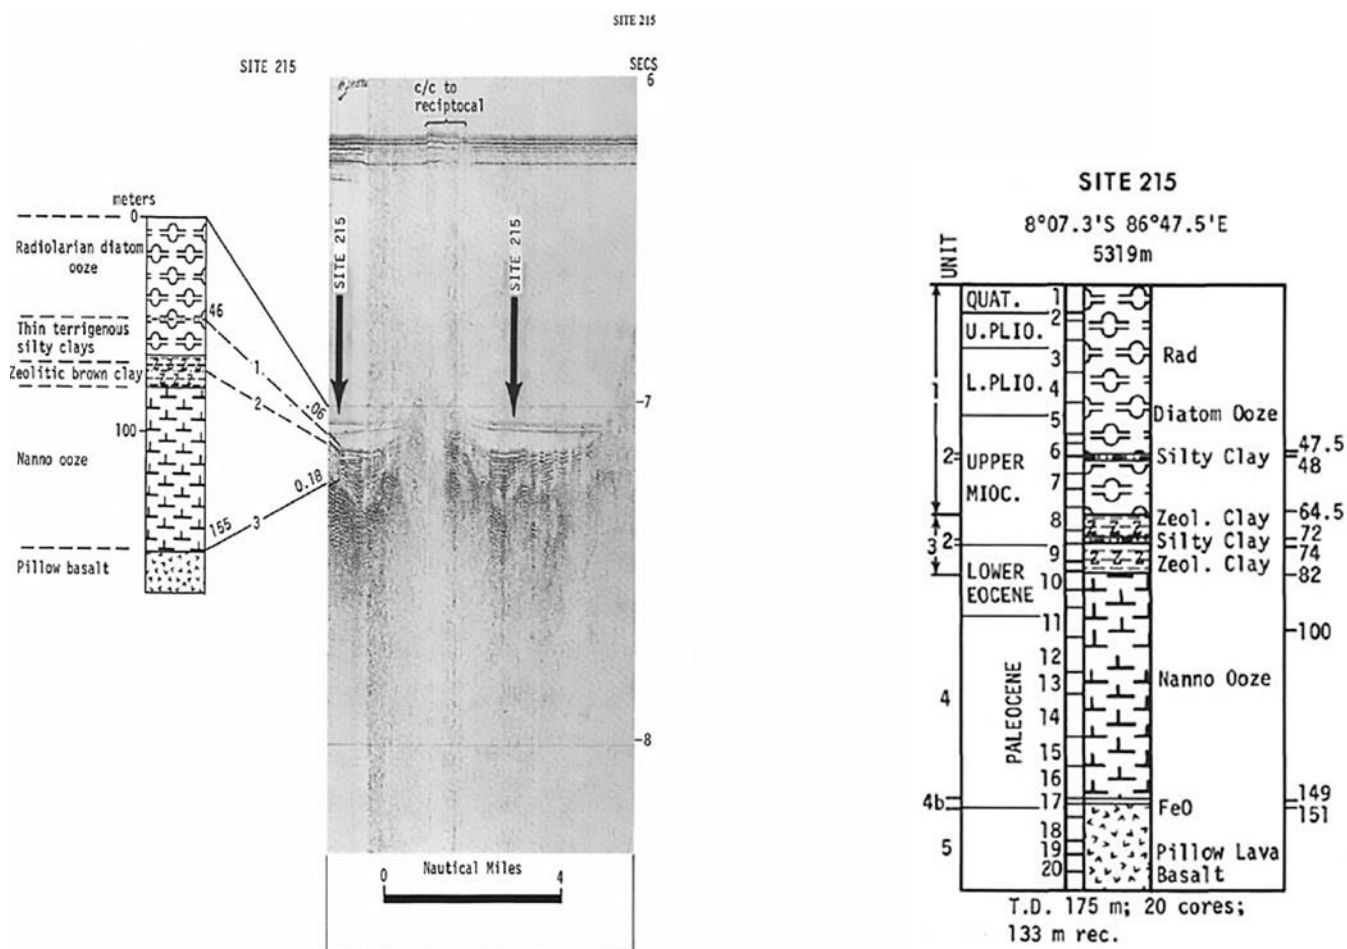 SITE 215
SITE 215
SECS
6
c/c to
reciptocal
meters
0
Radiolarian diatom
ooze
46
Thin terrigenous
silty clays
Zeolitic brown clay
1.
.06
2
100
Nanno ooze
0.18
155
3
Pillow basalt
SITE 215
SITE 215
7
8
Nautical Miles
0
4
SITE 215
8°07.3'S 86°47.5'E
5319m
UNIT
QUAT.
U.PLIO.
L.PLIO.
UPPER
MIOC.
LOWER
EOCENE
PALEOCENE
1
2
2
3
4
4b
5
1
2
3
4
5
6
7
8
9
10
11
12
13
14
15
16
17
18
19
20
Rad
Diatom Ooze
Silty Clay
Zeol. Clay
Silty Clay
Zeol. Clay
Nanno Ooze
FeO
Pillow Lava
Basalt
47.5
48
64.5
72
74
82
100
149
151
T.D. 175 m; 20 cores;
133 m rec.